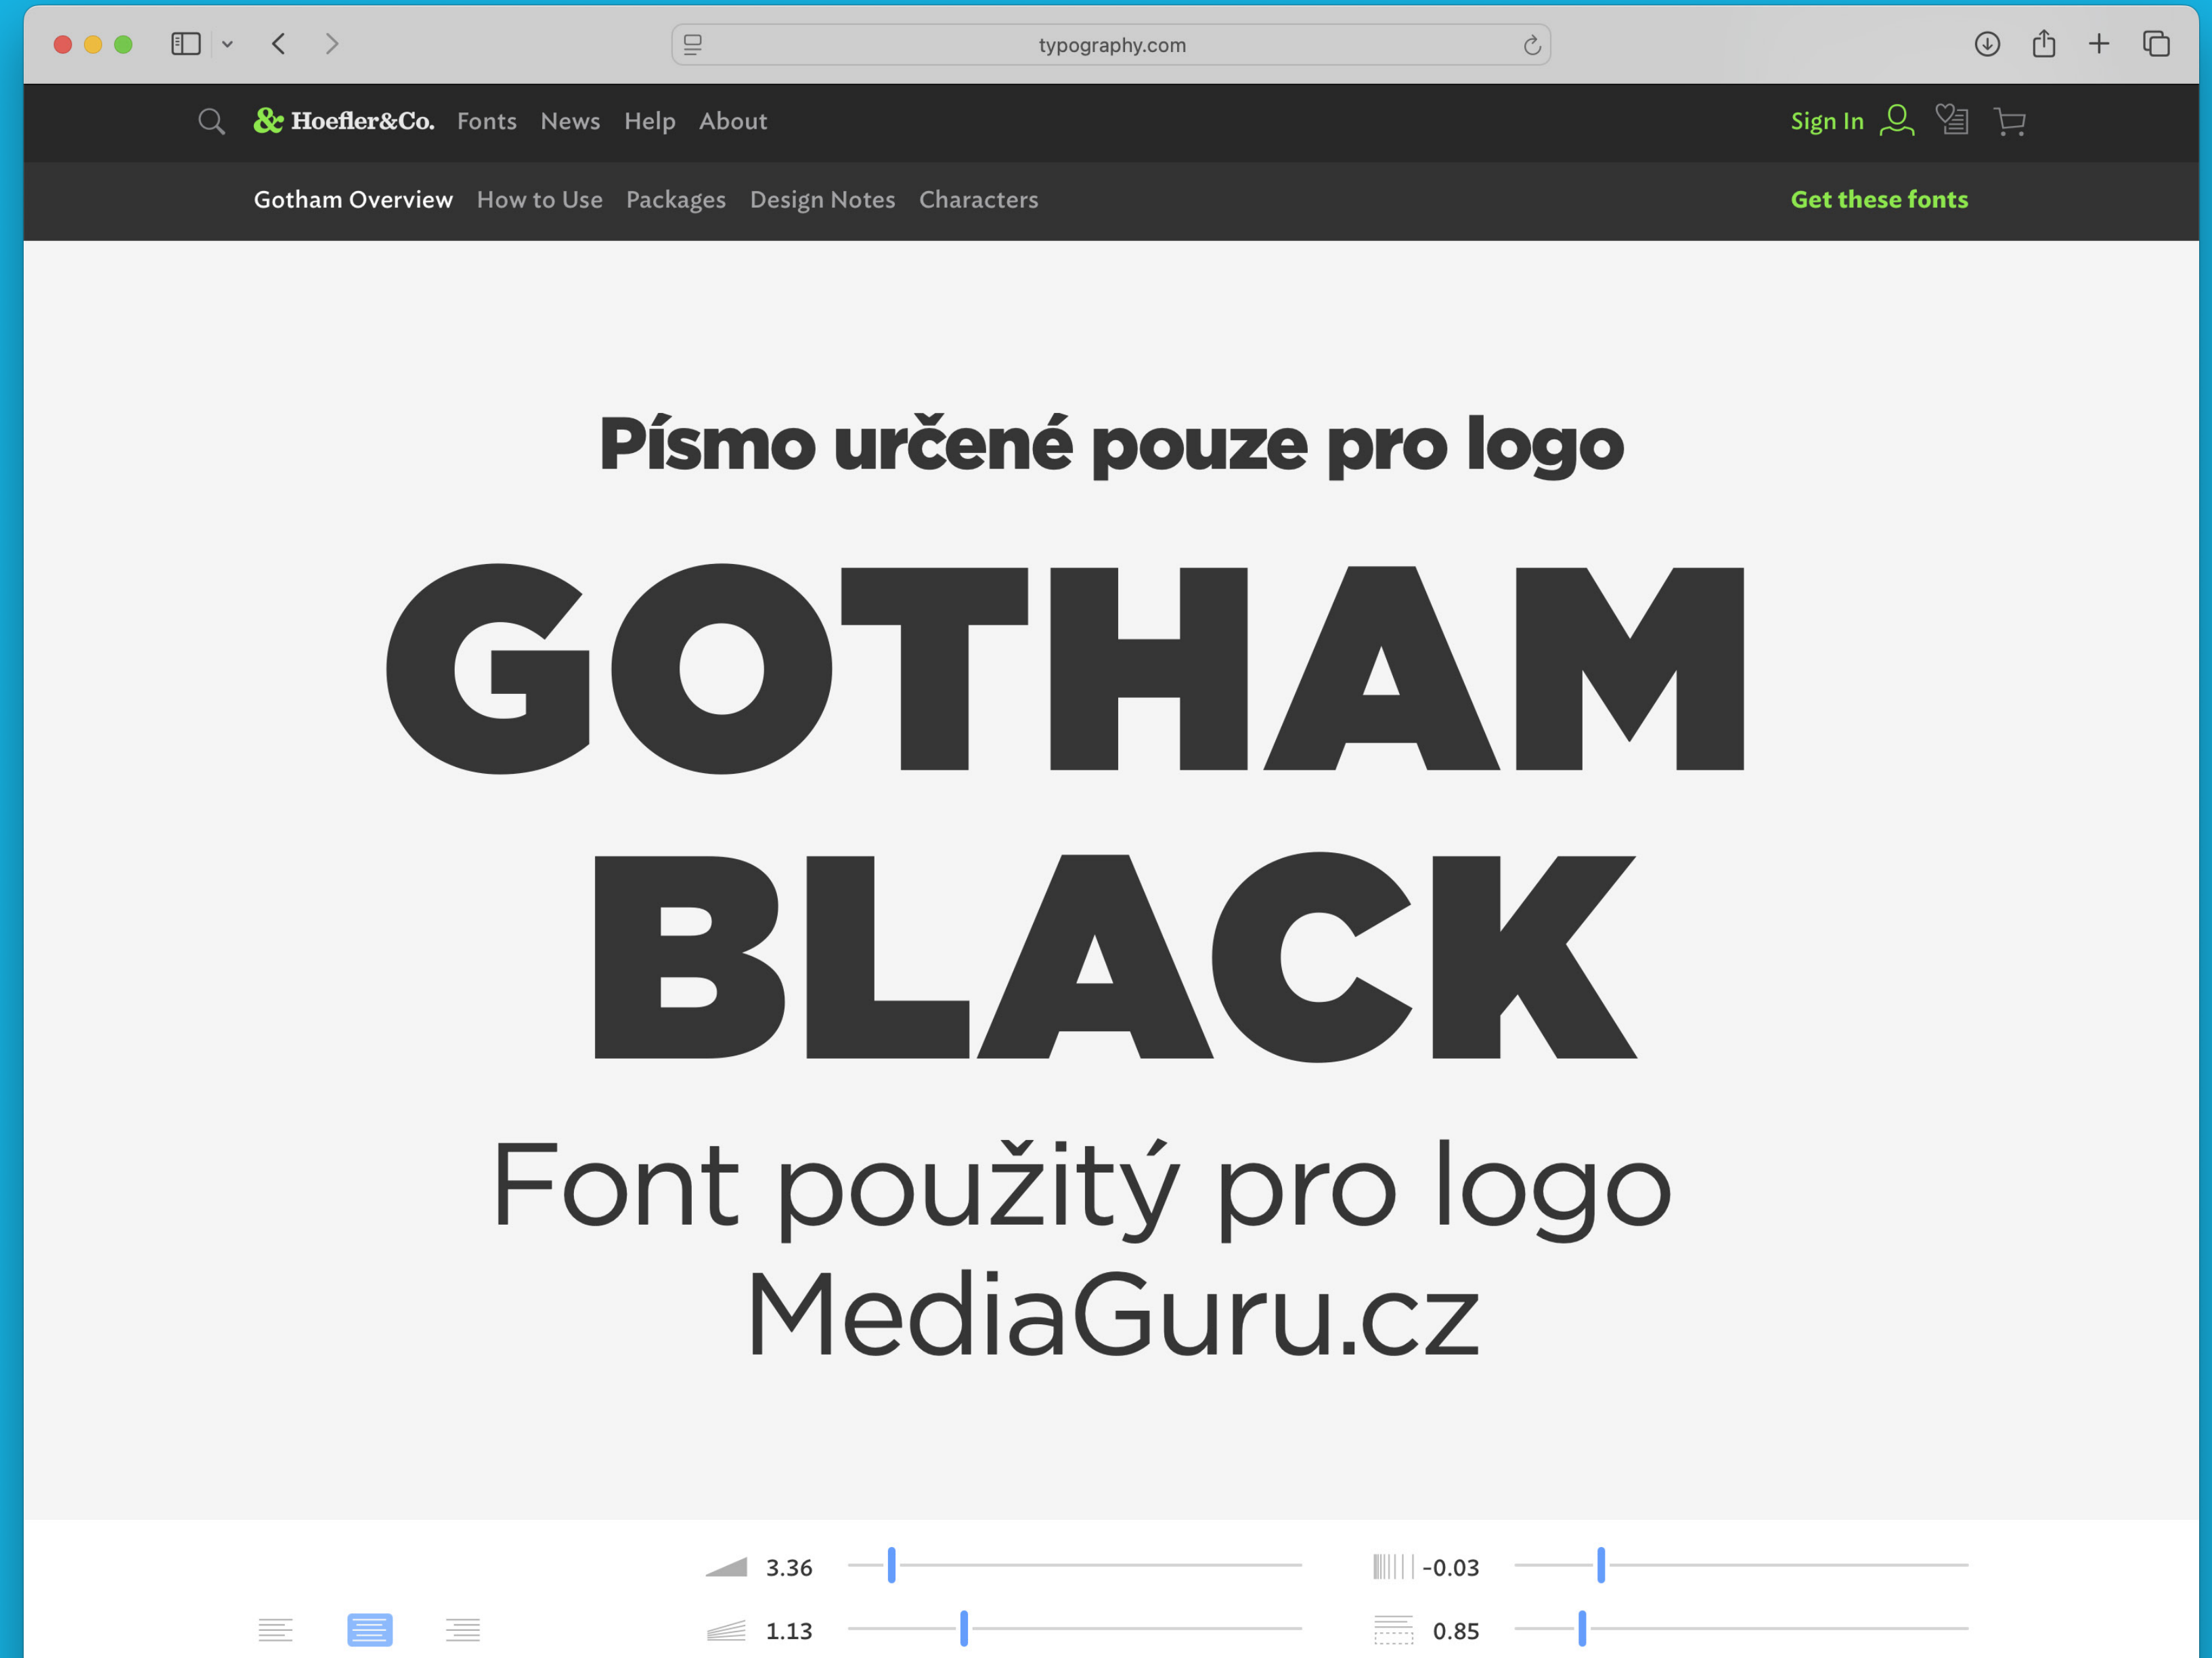 typography.com
& Hoefler&Co. Fonts News Help About Sign In
Gotham Overview How to Use Packages Design Notes Characters Get these fonts
Písmo určené pouze pro logo
GOTHAM
BLACK
Font použitý pro logo
MediaGuru.cz
3.36 -0.03
1.13 0.85